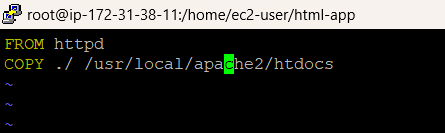 root@ip-172-31-38-11:/home/ec2-user/html-app
FROM httpd
COPY ./ /usr/local/apache2/htdocs
~
~
~